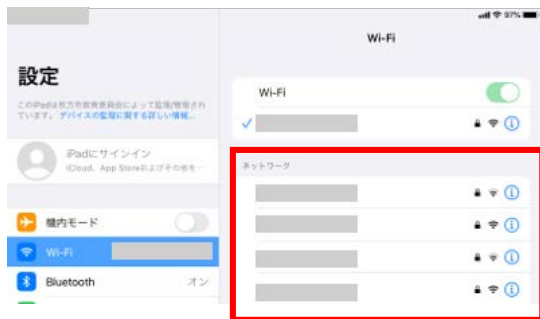 97%
Wi-Fi
設定
このiPadは枚方市教育委員会によって監視/管理され
ています。デバイスの監視に関する詳しい情報...
iPadにサインイン
iCloud、App Storeおよびその他を…
機内モード
Wi-Fi
Bluetooth オン
Wi-Fi
ネットワーク